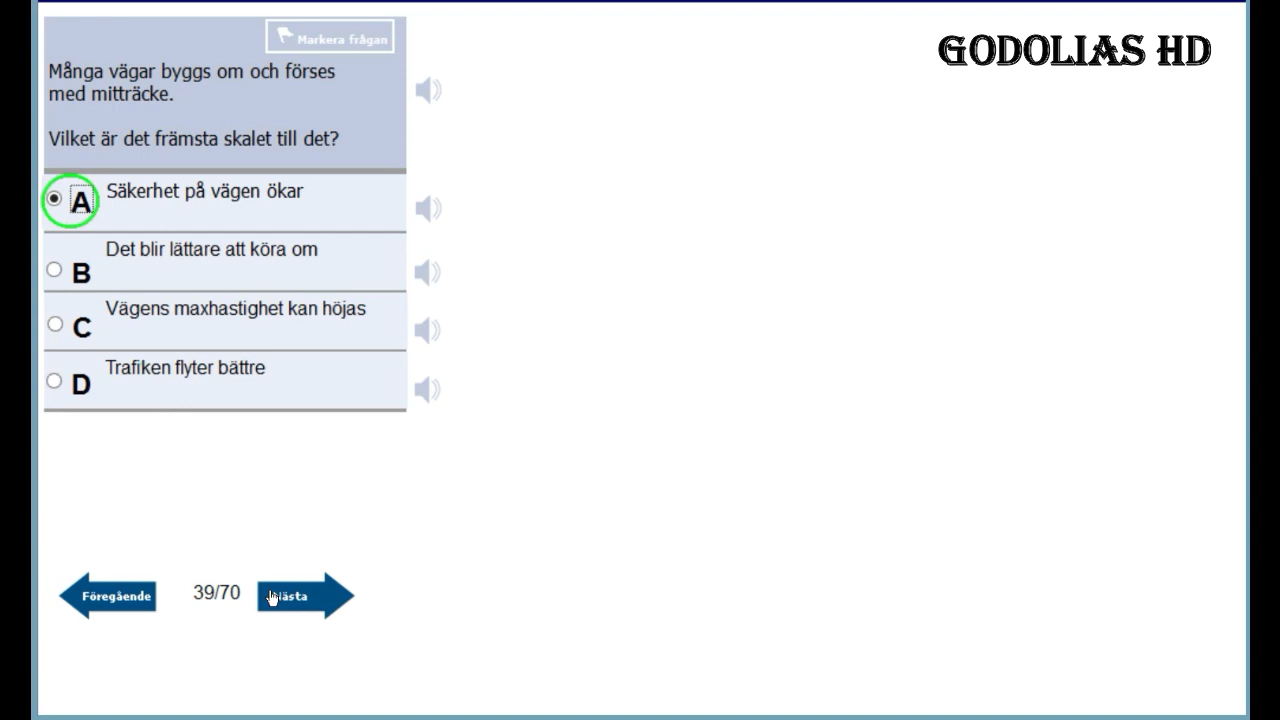 GODOLIAS HD
Markera frågan
Många vägar byggs om och förses
med mitträcke.
Vilket är det främsta skalet till det?
A Säkerhet på vägen ökar
B Det blir lättare att köra om
C Vägens maxhastighet kan höjas
D Trafiken flyter bättre
Föregående 39/70 Nästa